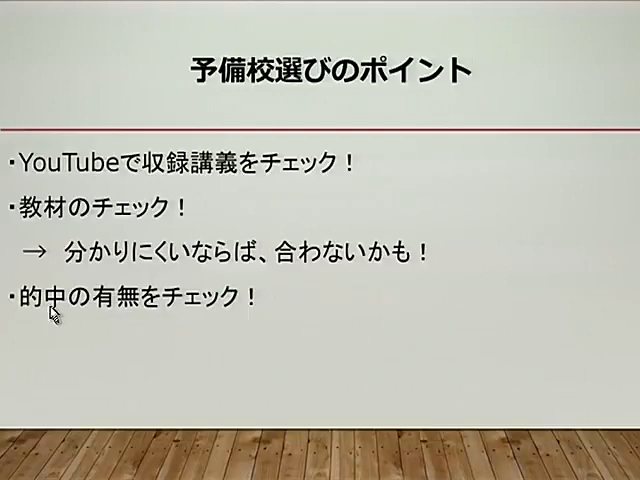 予備校選びのポイント
・YouTubeで収録講義をチェック！
・教材のチェック！
→ 分かりにくいならば、合わないかも！
・的中の有無をチェック！